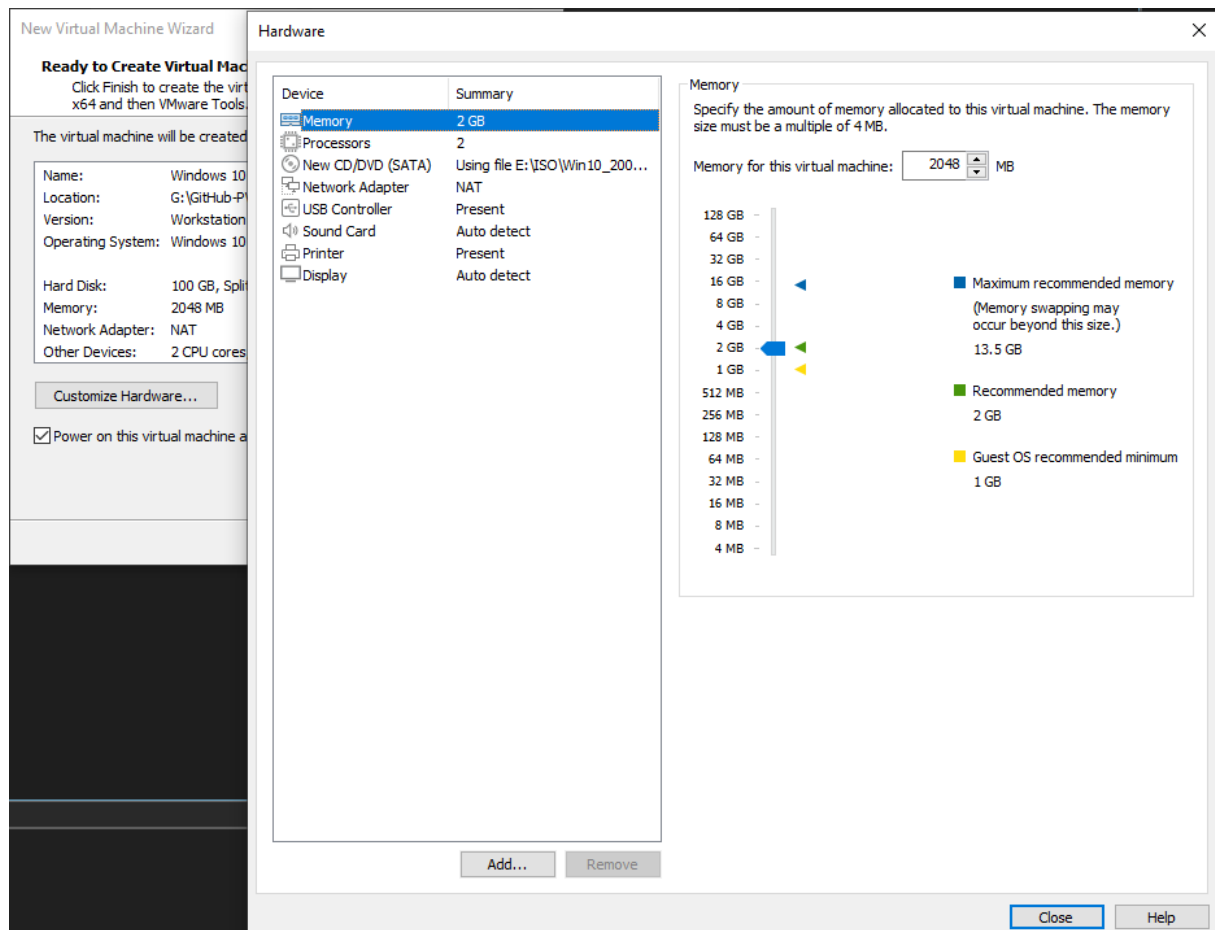 New Virtual Machine Wizard
Ready to Create Virtual Mac
Click Finish to create the virt
x64 and then VMware Tools.
The virtual machine will be created
Name: Windows 10
Location: G:\GitHub-P
Version: Workstation
Operating System: Windows 10
Hard Disk: 100 GB, Split
Memory: 2048 MB
Network Adapter: NAT
Other Devices: 2 CPU cores
Customize Hardware...
Power on this virtual machine a
Hardware
Device Summary
Memory 2 GB
Processors 2
New CD/DVD (SATA) Using file E:\ISO\Win10_200...
Network Adapter NAT
USB Controller Present
Sound Card Auto detect
Printer Present
Display Auto detect
Add... Remove
Memory
Specify the amount of memory allocated to this virtual machine. The memory
size must be a multiple of 4 MB.
Memory for this virtual machine: 2048 MB
128 GB
64 GB
32 GB
16 GB
8 GB
4 GB
2 GB
1 GB
512 MB
256 MB
128 MB
64 MB
32 MB
16 MB
8 MB
4 MB
Maximum recommended memory
(Memory swapping may
occur beyond this size.)
13.5 GB
Recommended memory
2 GB
Guest OS recommended minimum
1 GB
Close Help